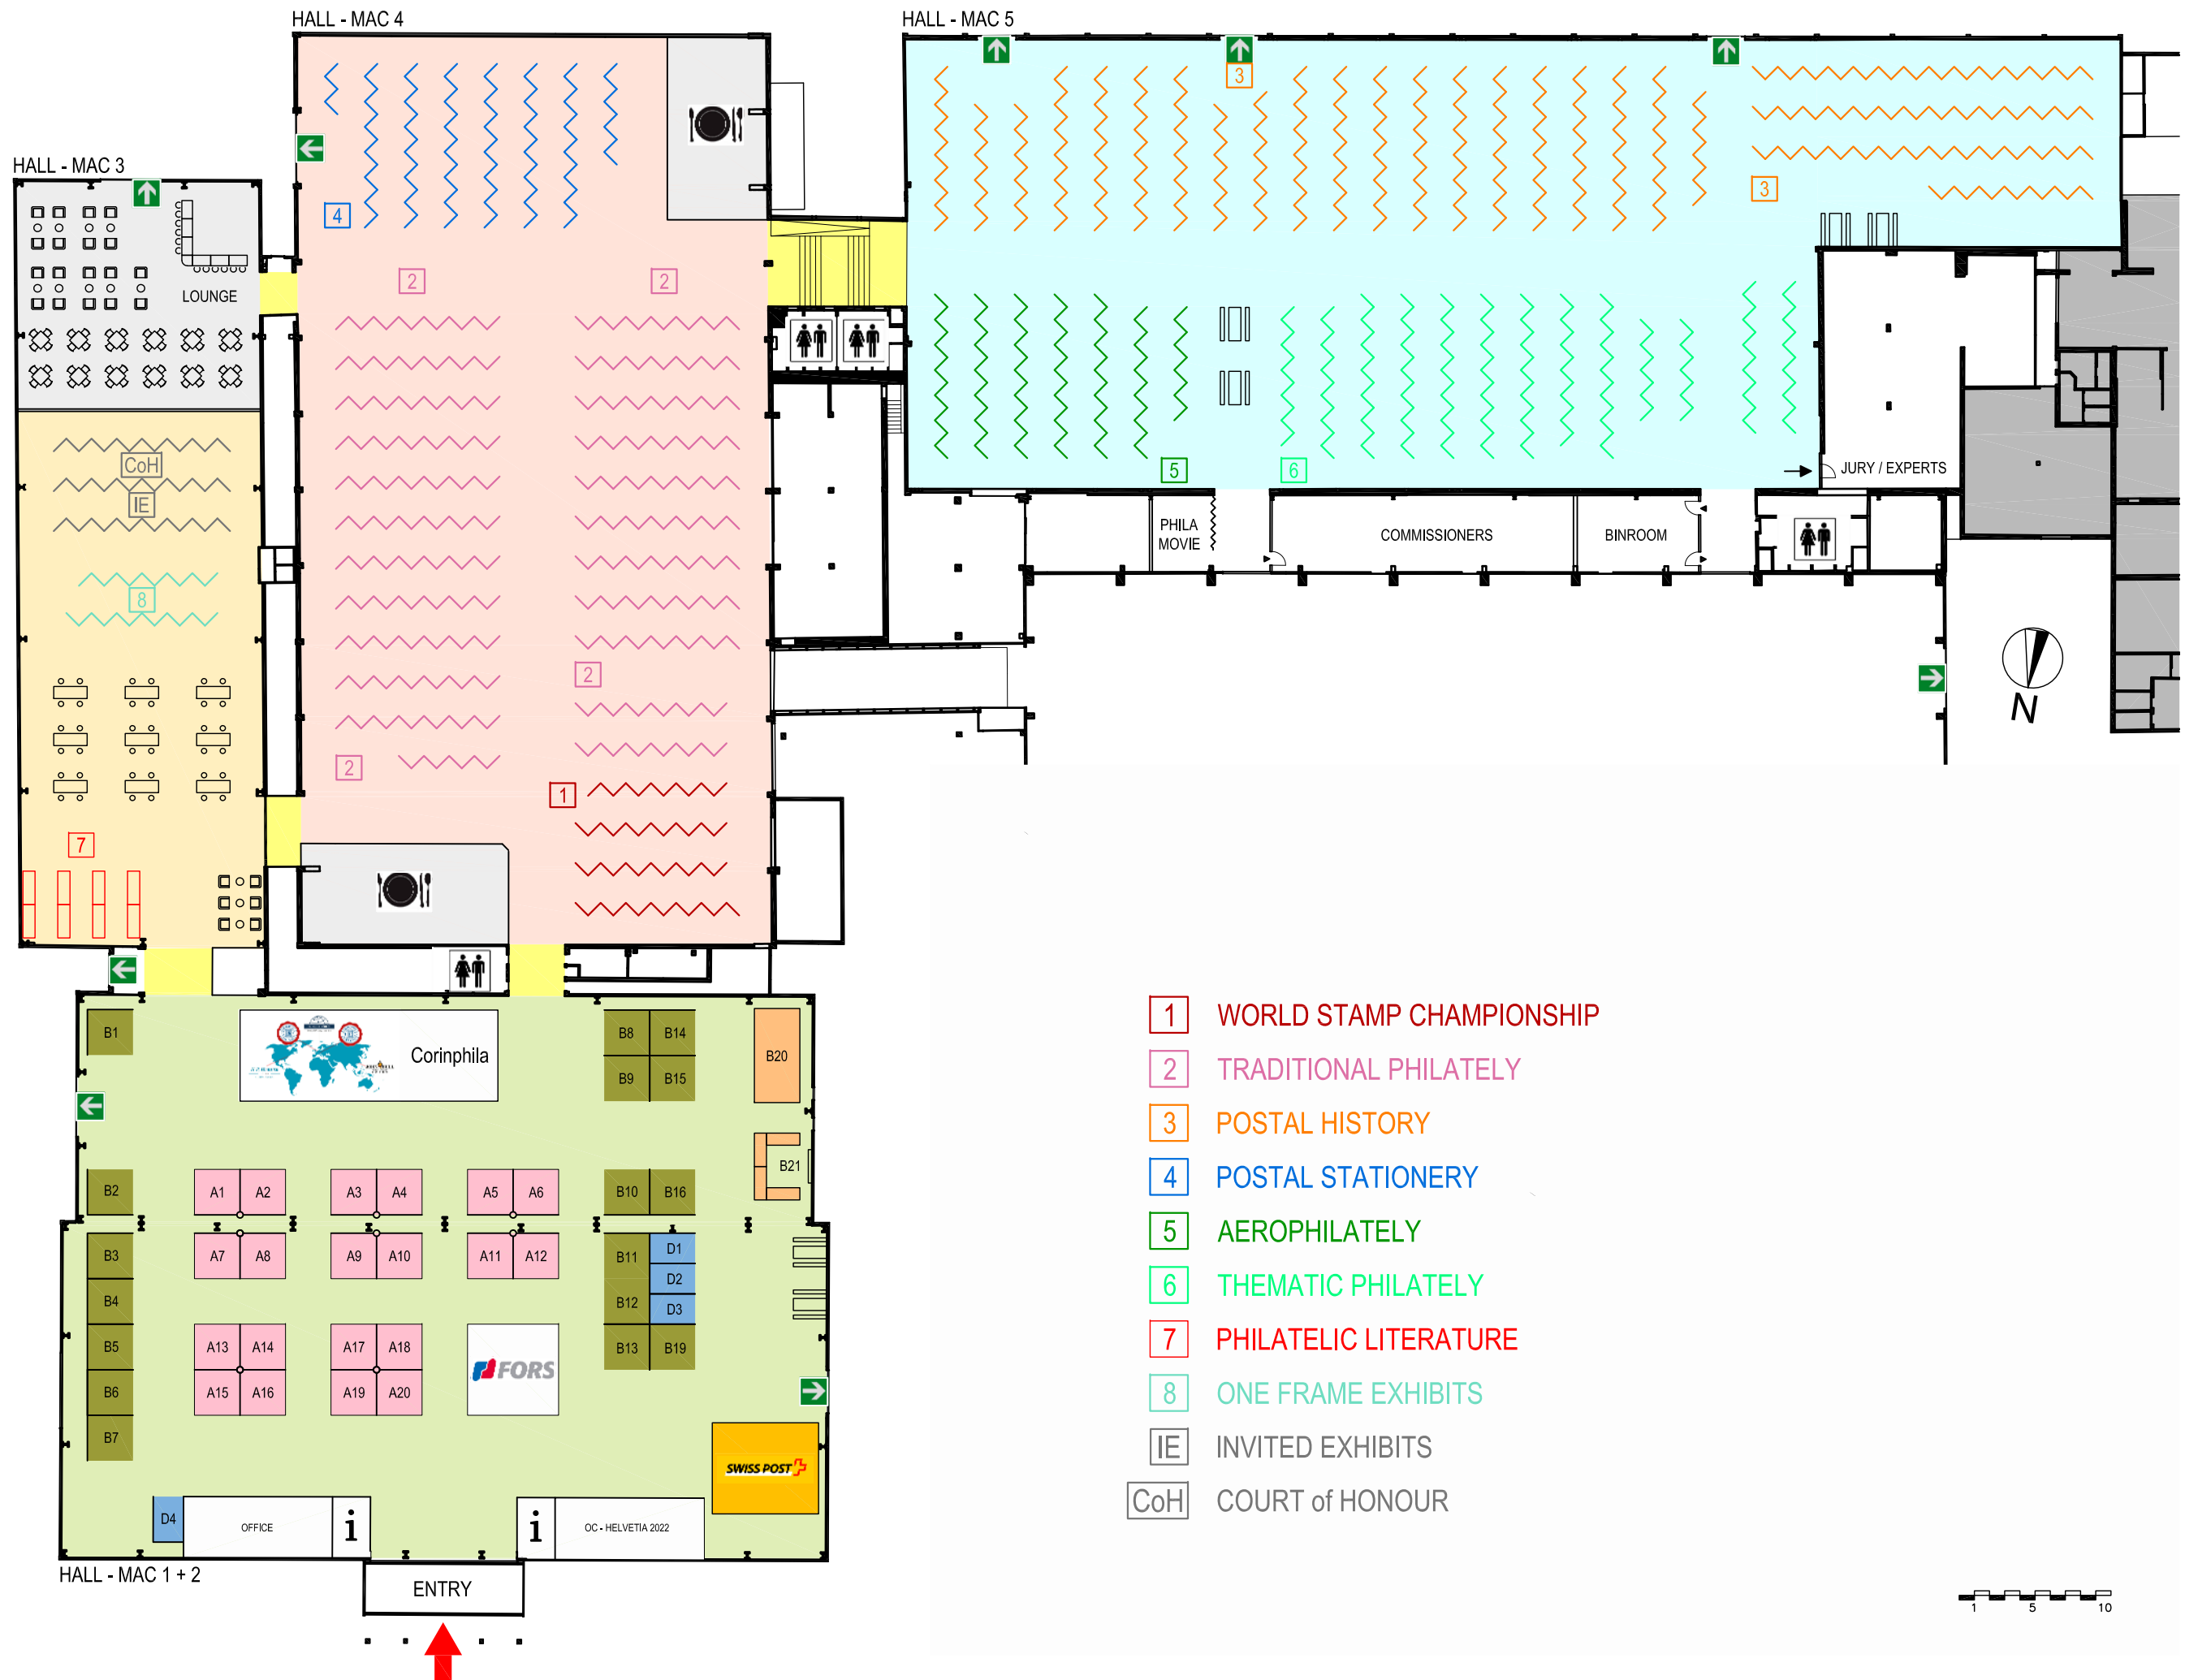 HALL - MAC 4
HALL - MAC 5
3
HALL - MAC 3
3
4
2
2
LOUNGE
CoH
5
6
JURY / EXPERTS
IE
PHILA
MOVIE
COMMISSIONERS
BINROOM
8
2
N
2
1
7
1 WORLD STAMP CHAMPIONSHIP
2 TRADITIONAL PHILATELY
3 POSTAL HISTORY
4 POSTAL STATIONERY
5 AEROPHILATELY
6 THEMATIC PHILATELY
7 PHILATELIC LITERATURE
8 ONE FRAME EXHIBITS
IE INVITED EXHIBITS
CoH COURT of HONOUR
B1
Corinphila
B8 B14
B20
B9 B15
B21
B2 A1 A2 A3 A4 A5 A6 B10 B16
B3 A7 A8 A9 A10 A11 A12 B11 D1
D2
B4 B12 D3
B5 A13 A14 A17 A18 FORS B13 B19
B6 A15 A16 A19 A20
B7
SWISS POST
D4 OFFICE i i OC - HELVETIA 2022
HALL - MAC 1 + 2
ENTRY
1 5 10